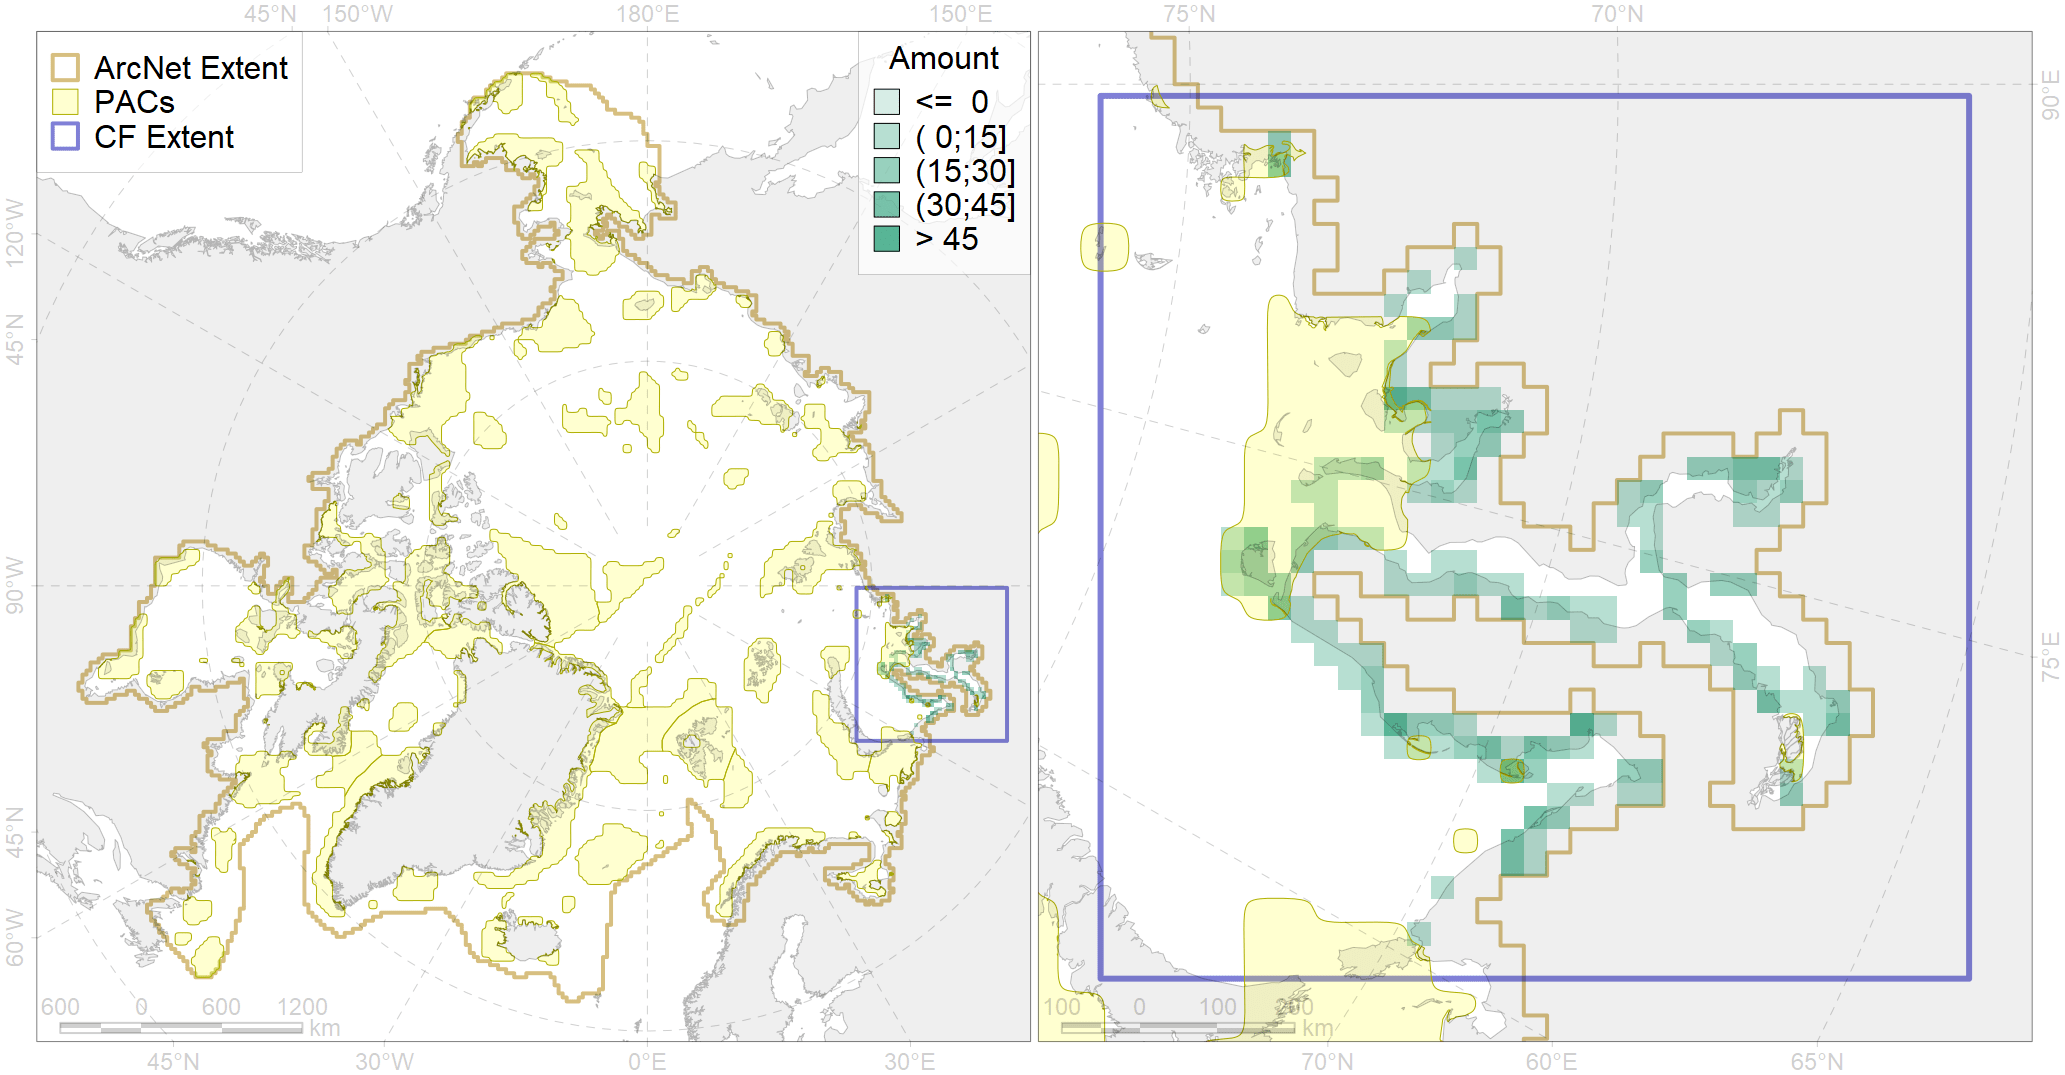 45°N 150°W 180°E 150°E 75°N 70°N
ArcNet Extent
PACs
CF Extent
Amount
<= 0
( 0;15]
(15;30]
(30;45]
> 45
120°W
45°N
90°W
45°N
60°W
90°E
75°E
600 0 600 1200
km
100 0 100 200
km
45°N 30°W 0°E 30°E 70°N 60°E 65°N